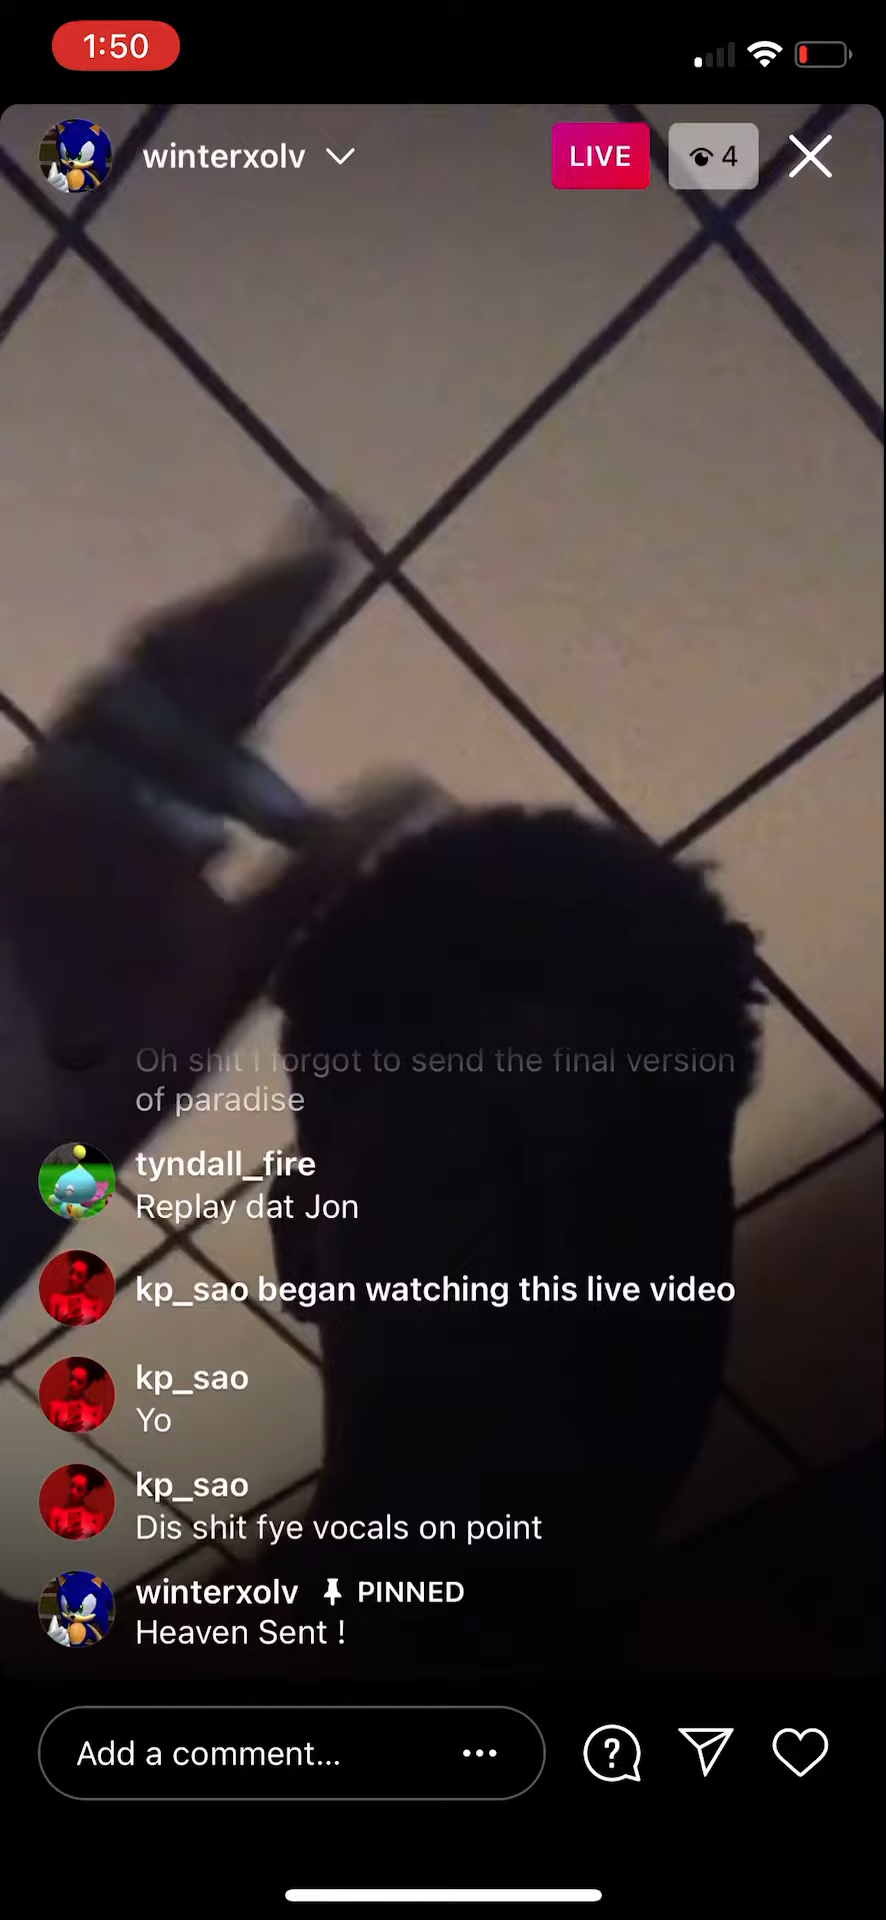 1:50
winterxolv
LIVE
4
Oh shit I forgot to send the final version
of paradise
tyndall_fire
Replay dat Jon
kp_sao began watching this live video
kp_sao
Yo
kp_sao
Dis shit fye vocals on point
winterxolv PINNED
Heaven Sent !
Add a comment...